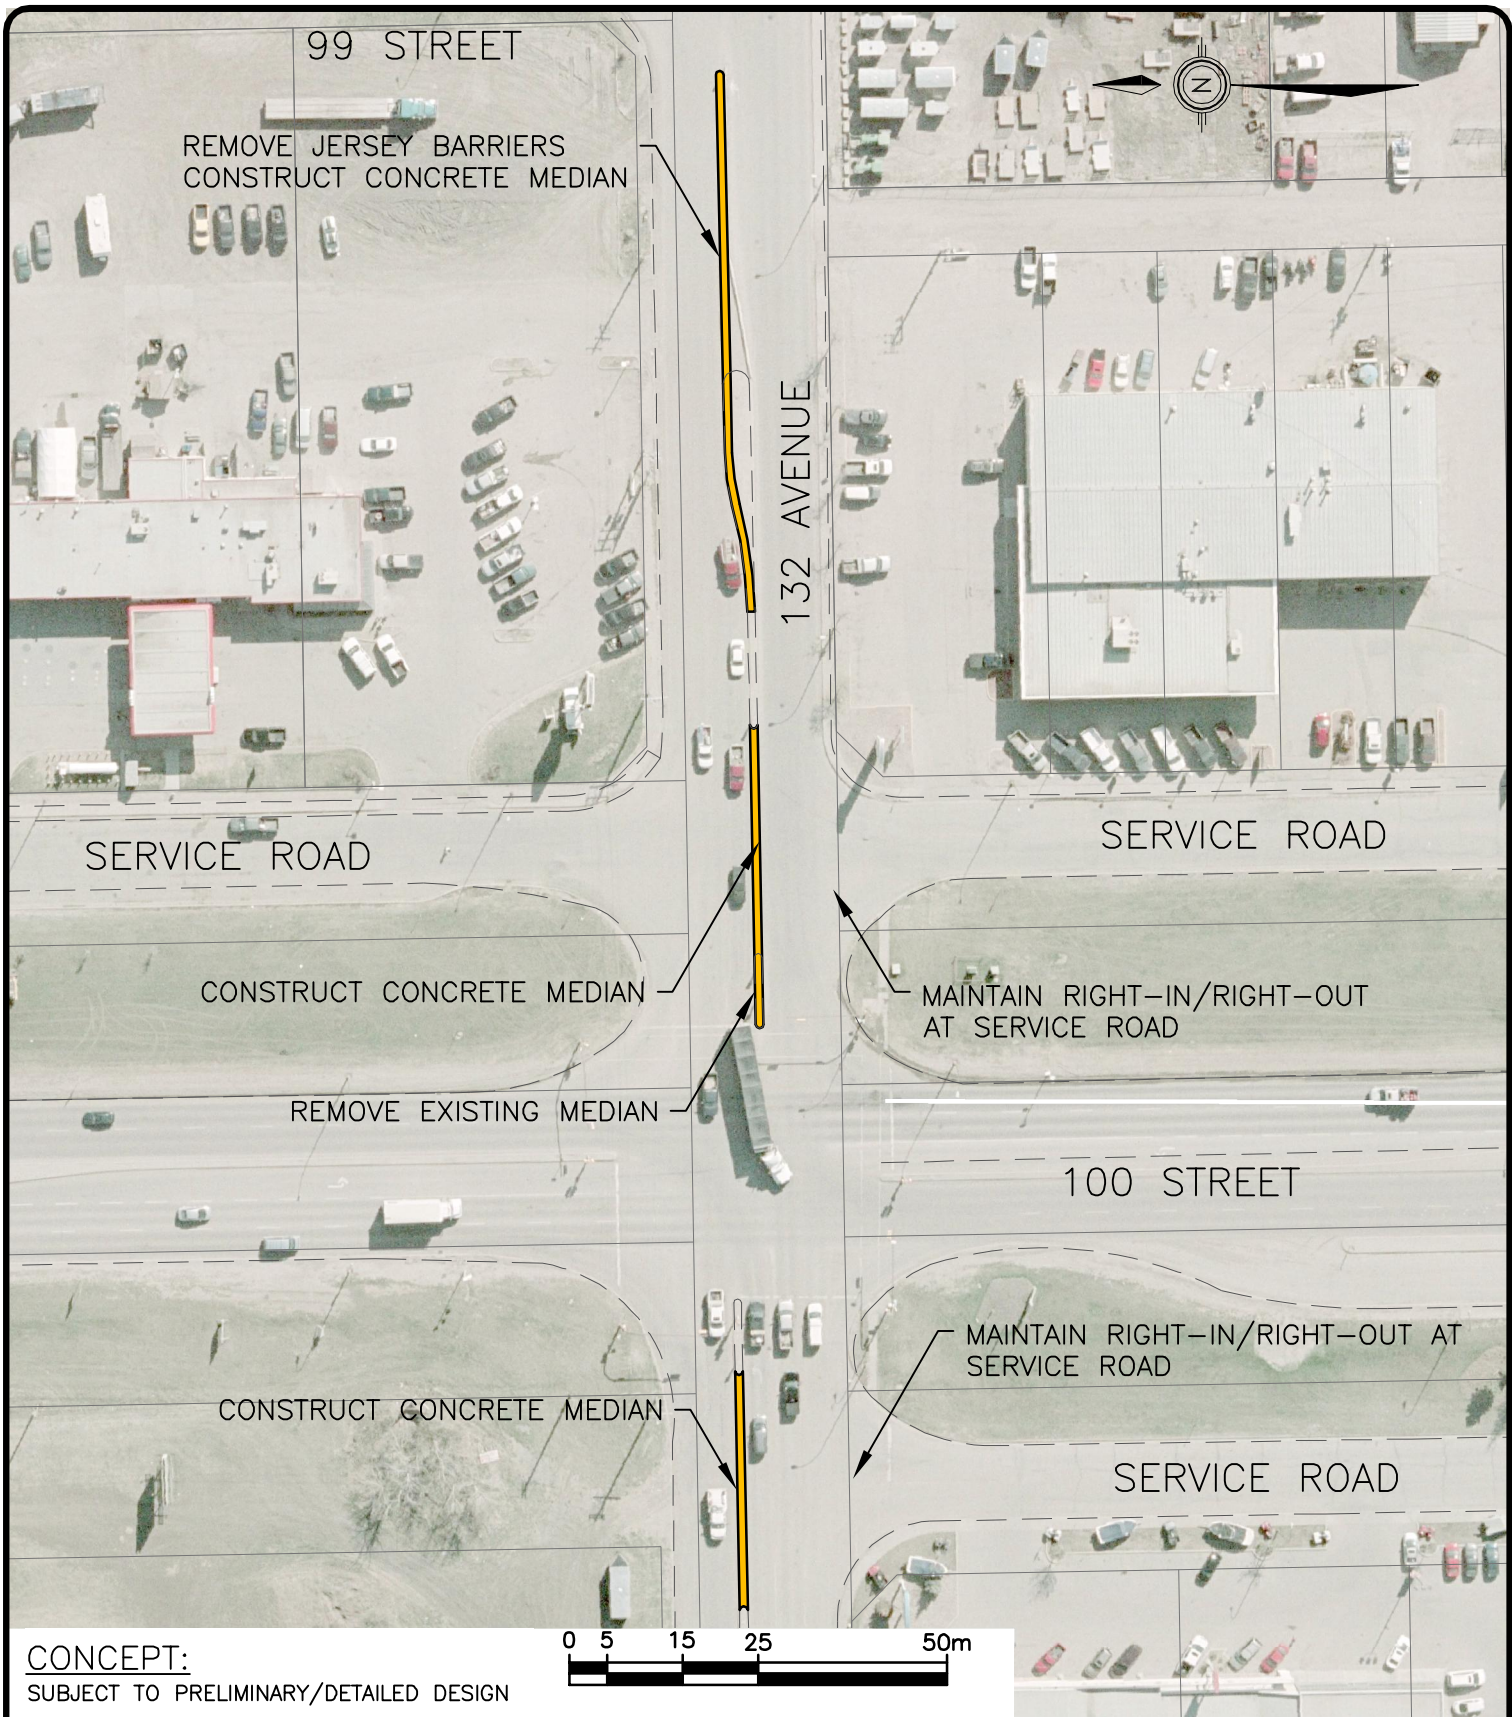 99 STREET
N
REMOVE JERSEY BARRIERS
CONSTRUCT CONCRETE MEDIAN
132 AVENUE
SERVICE ROAD
SERVICE ROAD
CONSTRUCT CONCRETE MEDIAN
MAINTAIN RIGHT-IN/RIGHT-OUT
AT SERVICE ROAD
REMOVE EXISTING MEDIAN
100 STREET
MAINTAIN RIGHT-IN/RIGHT-OUT AT
SERVICE ROAD
CONSTRUCT CONCRETE MEDIAN
SERVICE ROAD
CONCEPT:
SUBJECT TO PRELIMINARY/DETAILED DESIGN
0 5 15 25 50m